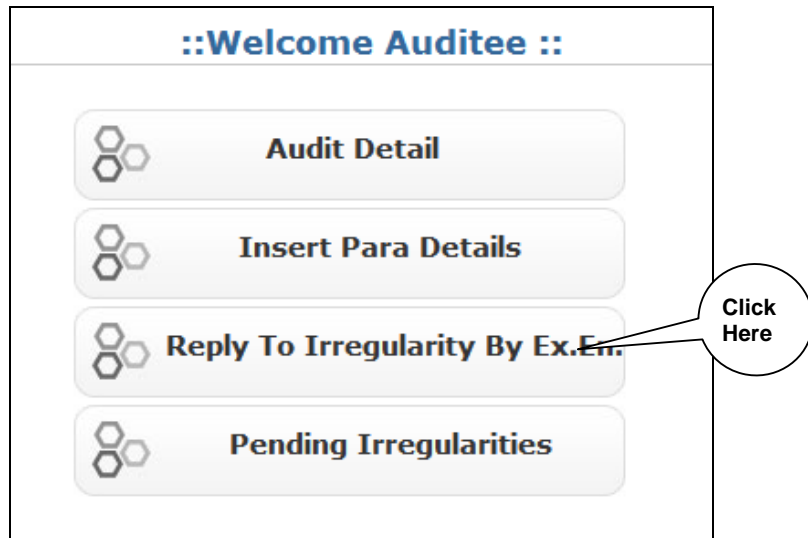 ::Welcome Auditee ::
Audit Detail
Insert Para Details
Reply To Irregularity By Ex.En.
Click
Here
Pending Irregularities